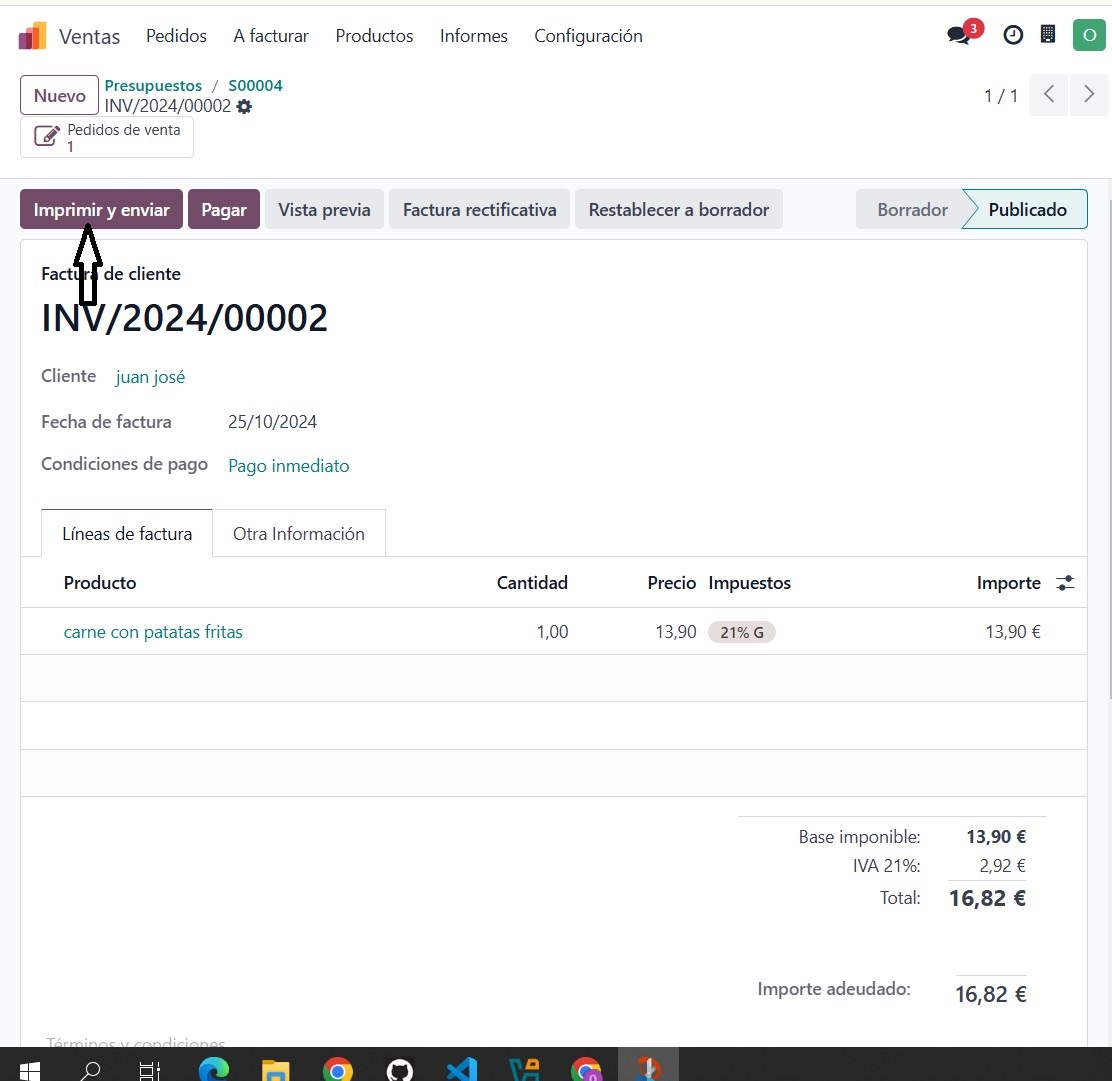 Ventas Pedidos A facturar Productos Informes Configuración 3 O
Nuevo Presupuestos / S00004
INV/2024/00002
1 / 1
Pedidos de venta
1
Imprimir y enviar Pagar Vista previa Factura rectificativa Restablecer a borrador Borrador Publicado
Factura de cliente
INV/2024/00002
Cliente juan josé
Fecha de factura 25/10/2024
Condiciones de pago Pago inmediato
Líneas de factura Otra Información
Producto Cantidad Precio Impuestos Importe
carne con patatas fritas 1,00 13,90 21% G 13,90 €
Base imponible: 13,90 €
IVA 21%: 2,92 €
Total: 16,82 €
Importe adeudado: 16,82 €
Términos y condiciones